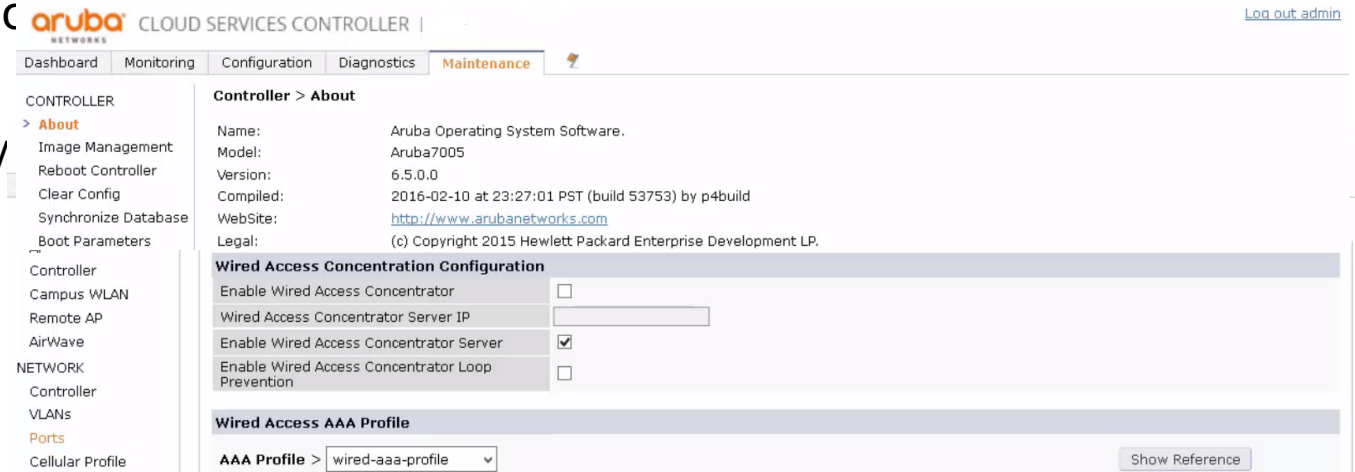 aruba NETWORKS CLOUD SERVICES CONTROLLER |
Log out admin
Dashboard Monitoring Configuration Diagnostics Maintenance
CONTROLLER
> About
Image Management
Reboot Controller
Clear Config
Synchronize Database
Boot Parameters
Controller > About
Name: Aruba Operating System Software.
Model: Aruba7005
Version: 6.5.0.0
Compiled: 2016-02-10 at 23:27:01 PST (build 53753) by p4build
WebSite: http://www.arubanetworks.com
Legal: (c) Copyright 2015 Hewlett Packard Enterprise Development LP.
Controller
Campus WLAN
Remote AP
AirWave
NETWORK
Controller
VLANs
Ports
Cellular Profile
Wired Access Concentration Configuration
Enable Wired Access Concentrator
Wired Access Concentrator Server IP
Enable Wired Access Concentrator Server
Enable Wired Access Concentrator Loop
Prevention
Wired Access AAA Profile
AAA Profile > wired-aaa-profile
Show Reference